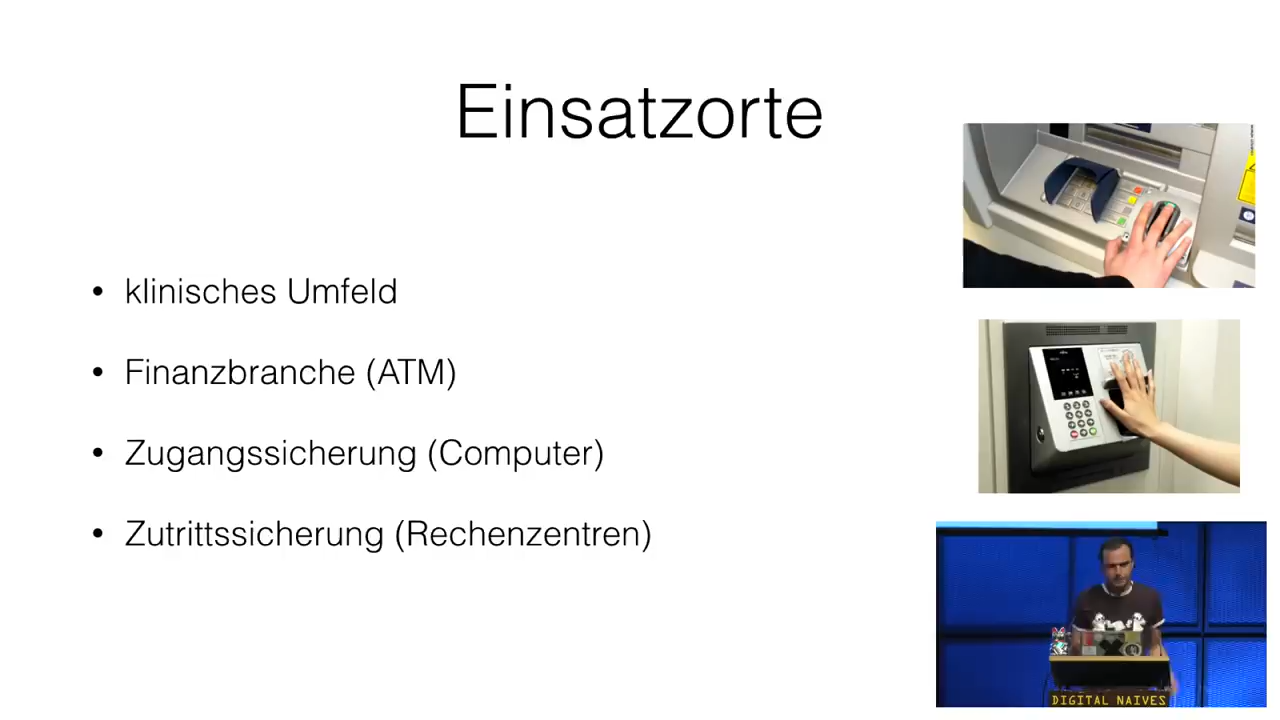 Einsatzorte
• klinisches Umfeld
• Finanzbranche (ATM)
• Zugangssicherung (Computer)
• Zutrittssicherung (Rechenzentren)
DIGITAL NAIVES